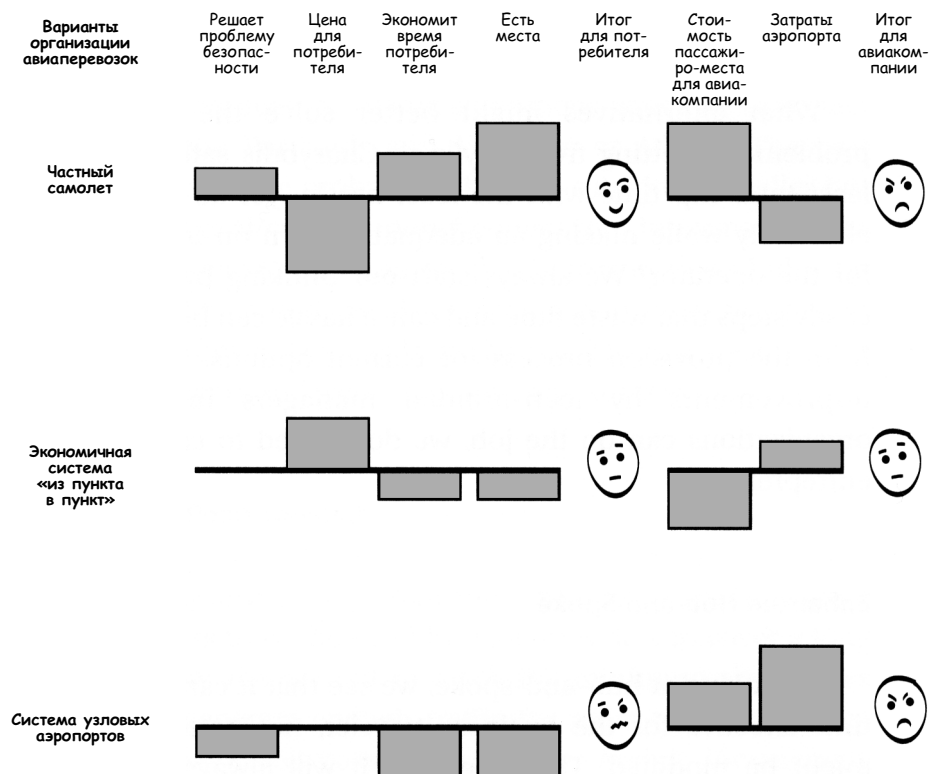 Варианты
организации
авиаперевозок
Решает
проблему
безопас-
ности
Цена
для
потреби-
теля
Экономит
время
потреби-
теля
Есть
места
Итог
для пот-
ребителя
Стои-
мость
пассажи-
ро-места
для авиа-
компании
Затраты
аэропорта
Итог
для
авиаком-
пании
Частный
самолет
Экономичная
система
«из пункта
в пункт»
Система узловых
аэропортов